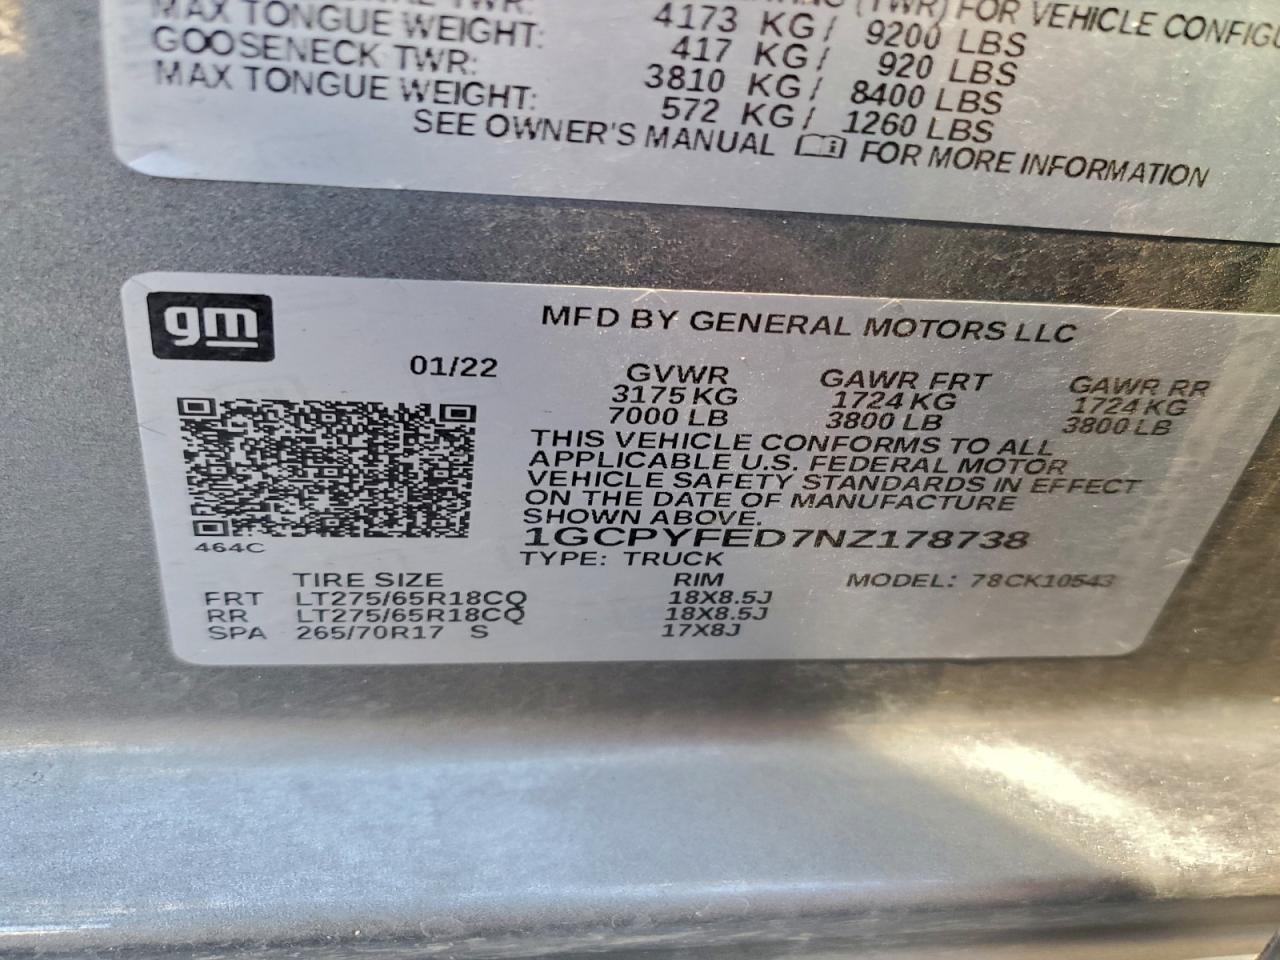 TWR:
(TWR) FOR VEHICLE
MAX TONGUE WEIGHT: 4173 KG / 9200 LBS
GOOSENECK TWR: 417 KG / 920 LBS
MAX TONGUE WEIGHT: 3810 KG / 8400 LBS
572 KG / 1260 LBS
SEE OWNER'S MANUAL FOR MORE INFORMATION
gm
MFD BY GENERAL MOTORS LLC
01/22
GVWR GAWR FRT GAWR RR
3175 KG 1724 KG 1724 KG
7000 LB 3800 LB 3800 LB
THIS VEHICLE CONFORMS TO ALL
APPLICABLE U.S. FEDERAL MOTOR
VEHICLE SAFETY STANDARDS IN EFFECT
ON THE DATE OF MANUFACTURE
SHOWN ABOVE.
1GCPYFED7NZ178738
464C
TYPE: TRUCK
TIRE SIZE RIM MODEL: 78CK10543
FRT LT275/65R18CQ 18X8.5J
RR LT275/65R18CQ 18X8.5J
SPA 265/70R17 S 17X8J